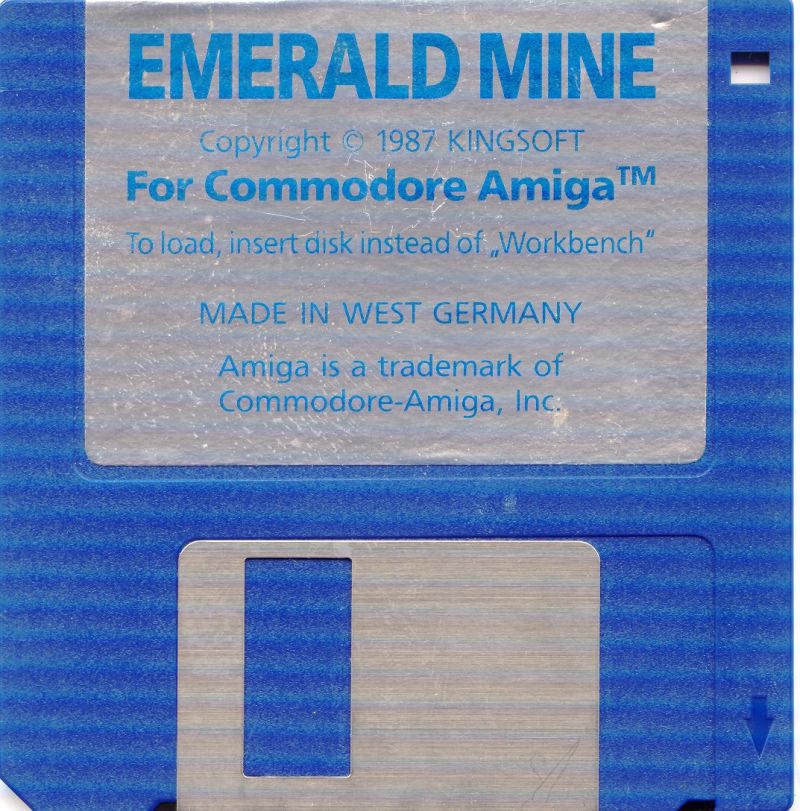 EMERALD MINE
Copyright © 1987 KINGSOFT
For Commodore Amiga™
To load, insert disk instead of „Workbench“
MADE IN WEST GERMANY
Amiga is a trademark of
Commodore-Amiga, Inc.